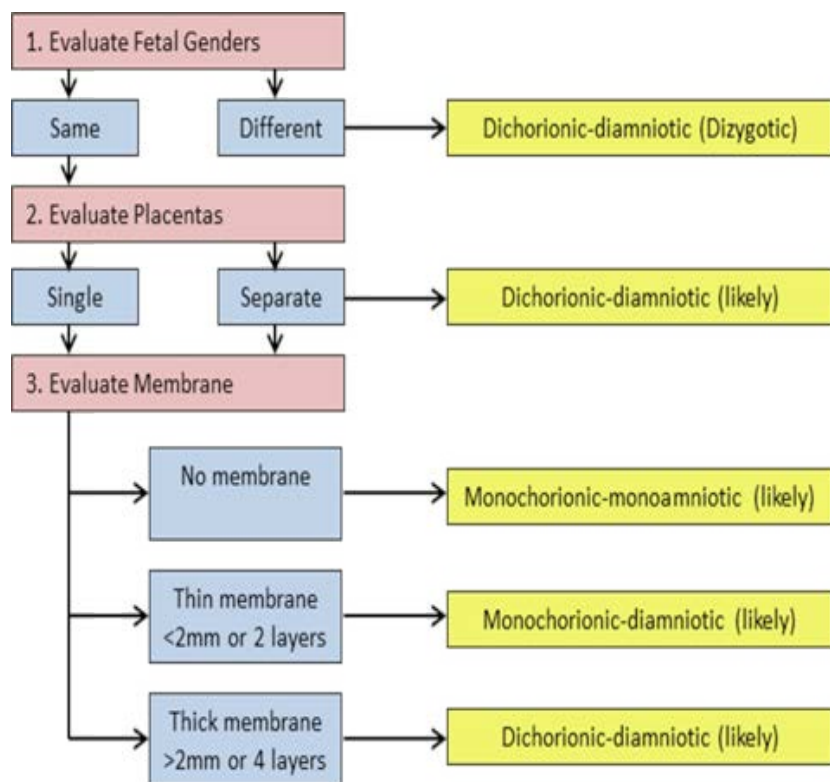 1. Evaluate Fetal Genders
Same
Different
Dichorionic-diamniotic (Dizygotic)
2. Evaluate Placentas
Single
Separate
Dichorionic-diamniotic (likely)
3. Evaluate Membrane
No membrane
Monochorionic-monoamniotic (likely)
Thin membrane
<2mm or 2 layers
Monochorionic-diamniotic (likely)
Thick membrane
>2mm or 4 layers
Dichorionic-diamniotic (likely)